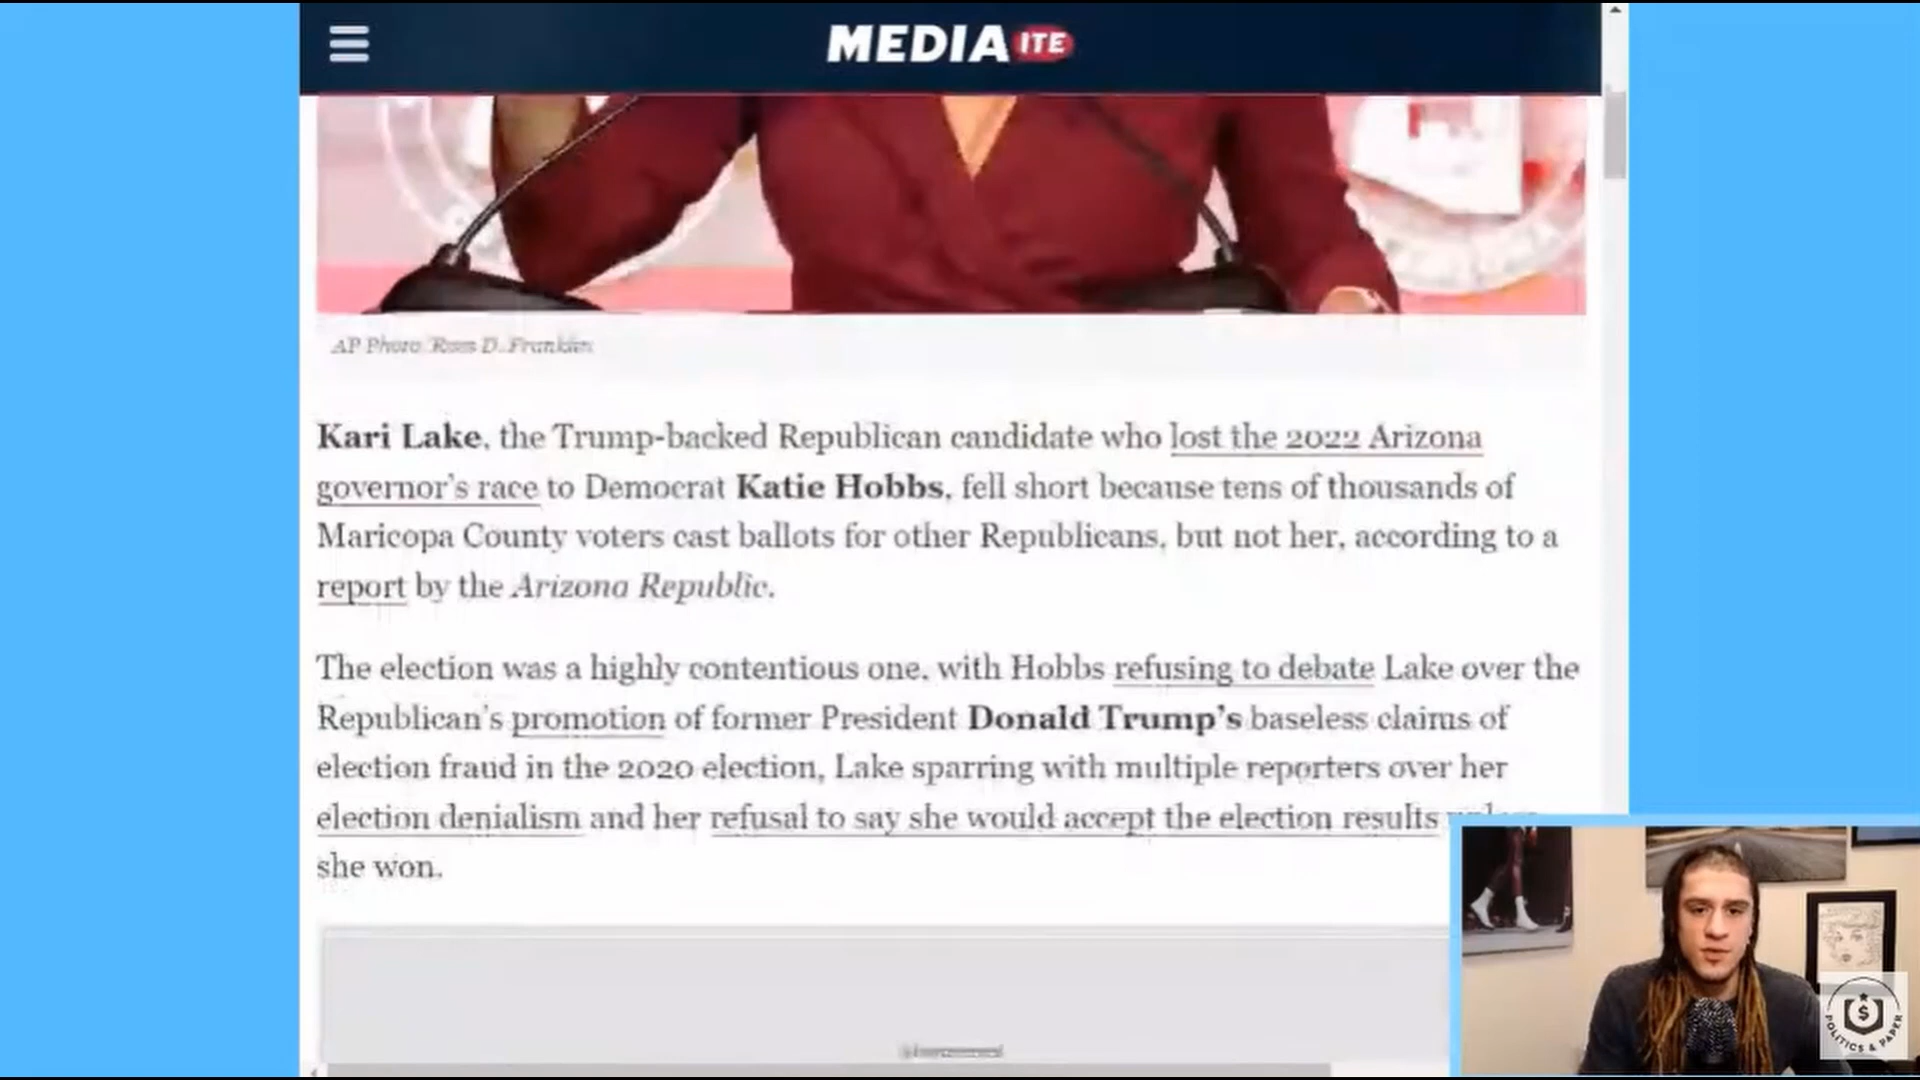 MEDIAITE
AP Photo/Ross D. Franklin
Kari Lake, the Trump-backed Republican candidate who lost the 2022 Arizona
governor's race to Democrat Katie Hobbs, fell short because tens of thousands of
Maricopa County voters cast ballots for other Republicans, but not her, according to a
report by the Arizona Republic.
The election was a highly contentious one, with Hobbs refusing to debate Lake over the
Republican's promotion of former President Donald Trump's baseless claims of
election fraud in the 2020 election, Lake sparring with multiple reporters over her
election denialism and her refusal to say she would accept the election results
she won.
POLITICS & PAPER